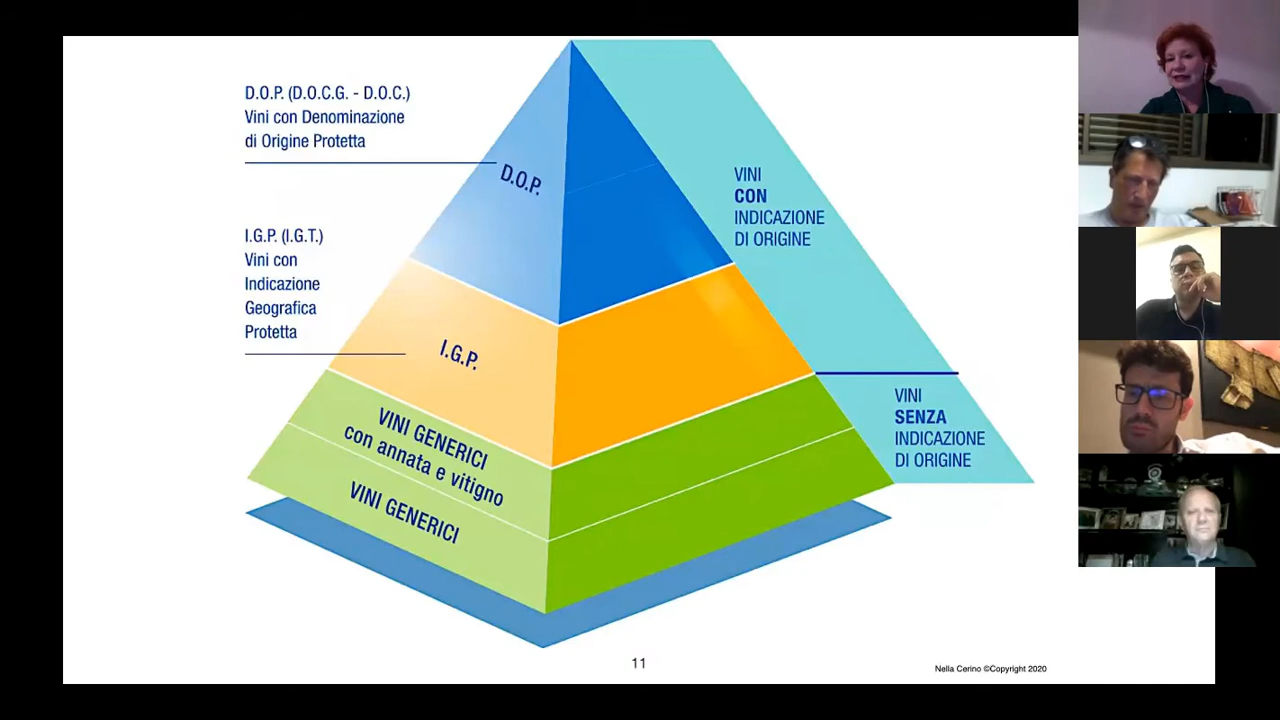 D.O.P. (D.O.C.G. - D.O.C.)
Vini con Denominazione
di Origine Protetta
D.O.P.
I.G.P. (I.G.T.)
Vini con
Indicazione
Geografica
Protetta
I.G.P.
VINI GENERICI
con annata e vitigno
VINI GENERICI
VINI
CON
INDICAZIONE
DI ORIGINE
VINI
SENZA
INDICAZIONE
DI ORIGINE
11
Nella Cerino ©Copyright 2020